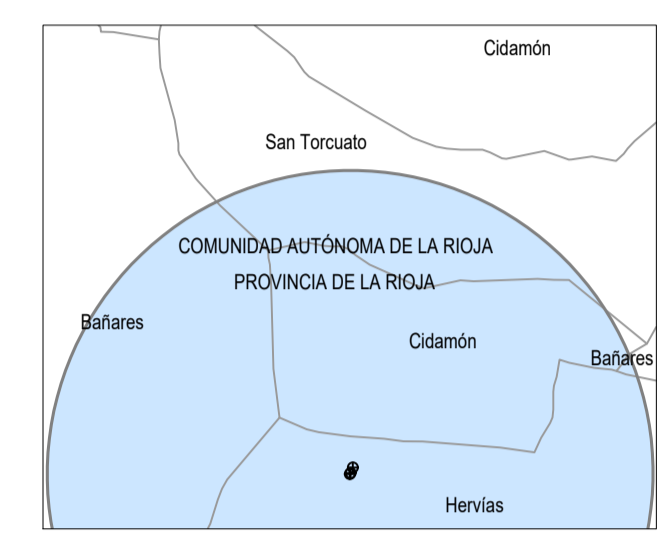 Cidamón
San Torcuato
COMUNIDAD AUTÓNOMA DE LA RIOJA
PROVINCIA DE LA RIOJA
Bañares
Cidamón
Bañares
Hervías